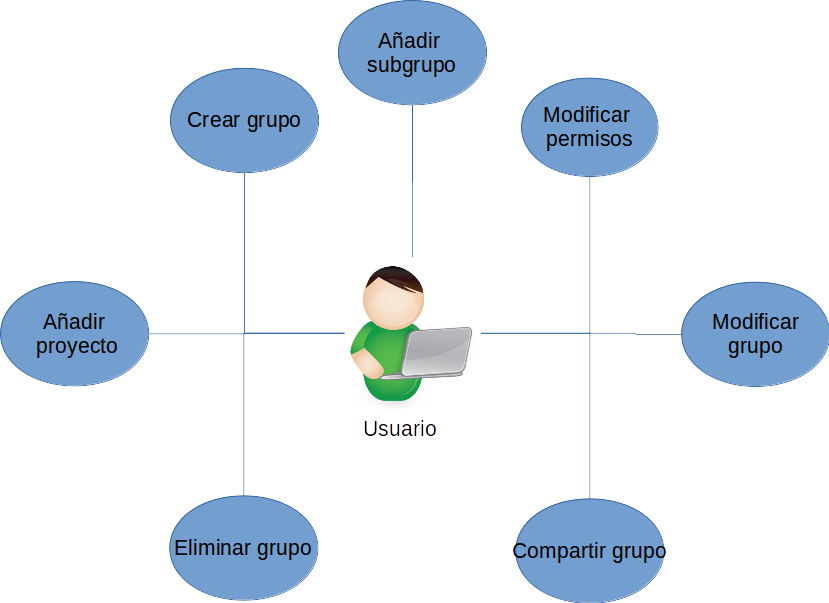 Añadir
subgrupo
Crear grupo
Modificar
permisos
Añadir
proyecto
Modificar
grupo
Usuario
Eliminar grupo
Compartir grupo